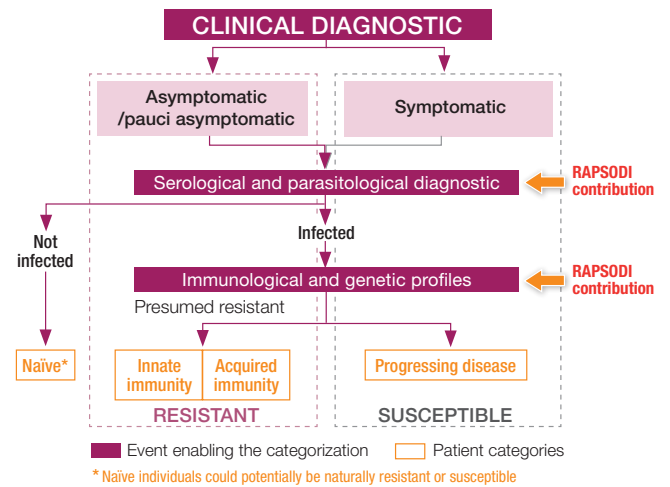 CLINICAL DIAGNOSTIC
Asymptomatic
/pauci asymptomatic
Symptomatic
Serological and parasitological diagnostic
RAPSODI
contribution
Not
infected
Infected
Immunological and genetic profiles
RAPSODI
contribution
Presumed resistant
Naïve*
Innate
immunity
Acquired
immunity
Progressing disease
RESISTANT
SUSCEPTIBLE
Event enabling the categorization
Patient categories
* Naïve individuals could potentially be naturally resistant or susceptible